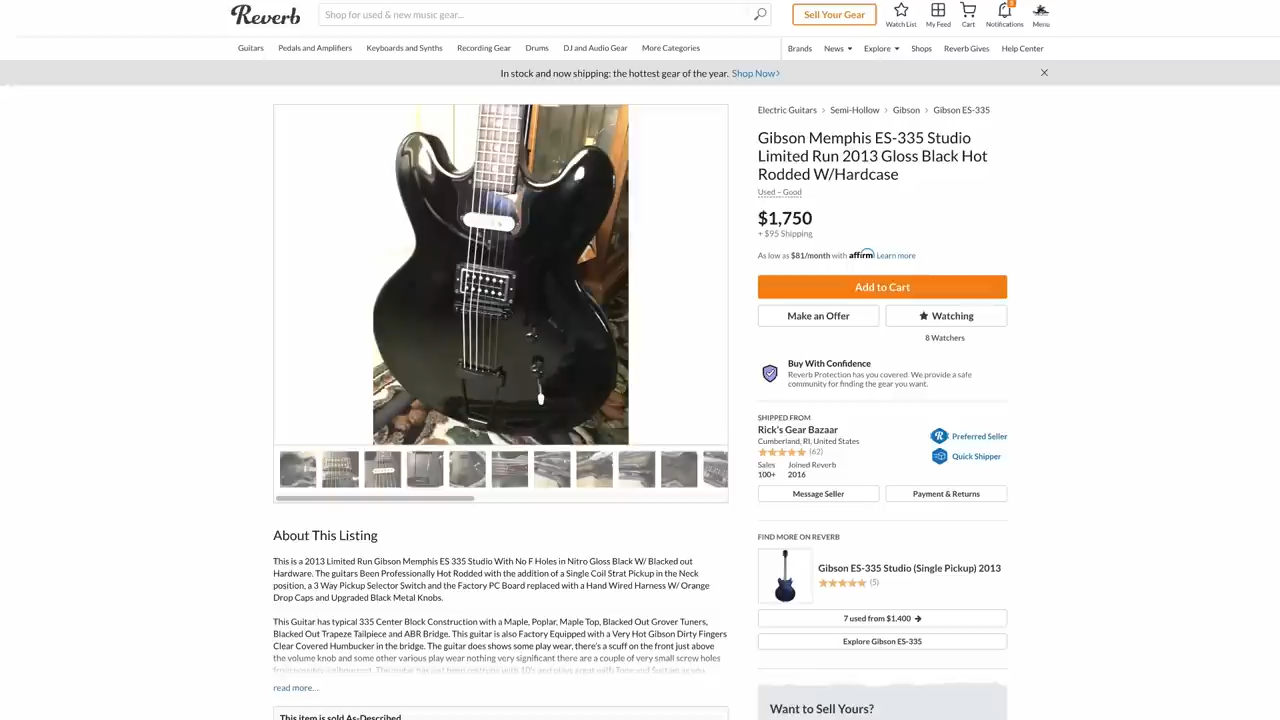 Reverb
Shop for used & new music gear...
Sell Your Gear
Watch List
My Feed
Cart
Notifications
Menu
Guitars
Pedals and Amplifiers
Keyboards and Synths
Recording Gear
Drums
DJ and Audio Gear
More Categories
Brands
News
Explore
Shops
Reverb Gives
Help Center
In stock and now shipping: the hottest gear of the year. Shop Now>
Electric Guitars > Semi-Hollow > Gibson > Gibson ES-335
Gibson Memphis ES-335 Studio
Limited Run 2013 Gloss Black Hot
Rodded W/Hardcase
Used – Good
$1,750
+ $95 Shipping
As low as $81/month with affirm Learn more
Add to Cart
Make an Offer
Watching
8 Watchers
Buy With Confidence
Reverb Protection has you covered. We provide a safe
community for finding the gear you want.
SHIPPED FROM
Rick's Gear Bazaar
Cumberland, RI, United States
(62)
Sales
100+
Joined Reverb
2016
Preferred Seller
Quick Shipper
Message Seller
Payment & Returns
FIND MORE ON REVERB
Gibson ES-335 Studio (Single Pickup) 2013
(5)
7 used from $1,400
Explore Gibson ES-335
Want to Sell Yours?
About This Listing
This is a 2013 Limited Run Gibson Memphis ES 335 Studio With No F Holes in Nitro Gloss Black W/ Blacked out
Hardware. The guitars Been Professionally Hot Rodded with the addition of a Single Coil Strat Pickup in the Neck
position, a 3 Way Pickup Selector Switch and the Factory PC Board replaced with a Hand Wired Harness W/ Orange
Drop Caps and Upgraded Black Metal Knobs.
This Guitar has typical 335 Center Block Construction with a Maple, Poplar, Maple Top, Blacked Out Grover Tuners,
Blacked Out Trapeze Tailpiece and ABR Bridge. This guitar is also Factory Equipped with a Very Hot Gibson Dirty Fingers
Clear Covered Humbucker in the bridge. The guitar does shows some play wear, there's a scuff on the front just above
the volume knob and some other various play wear nothing very significant there are a couple of very small screw holes
read more...
This item is sold As-Described